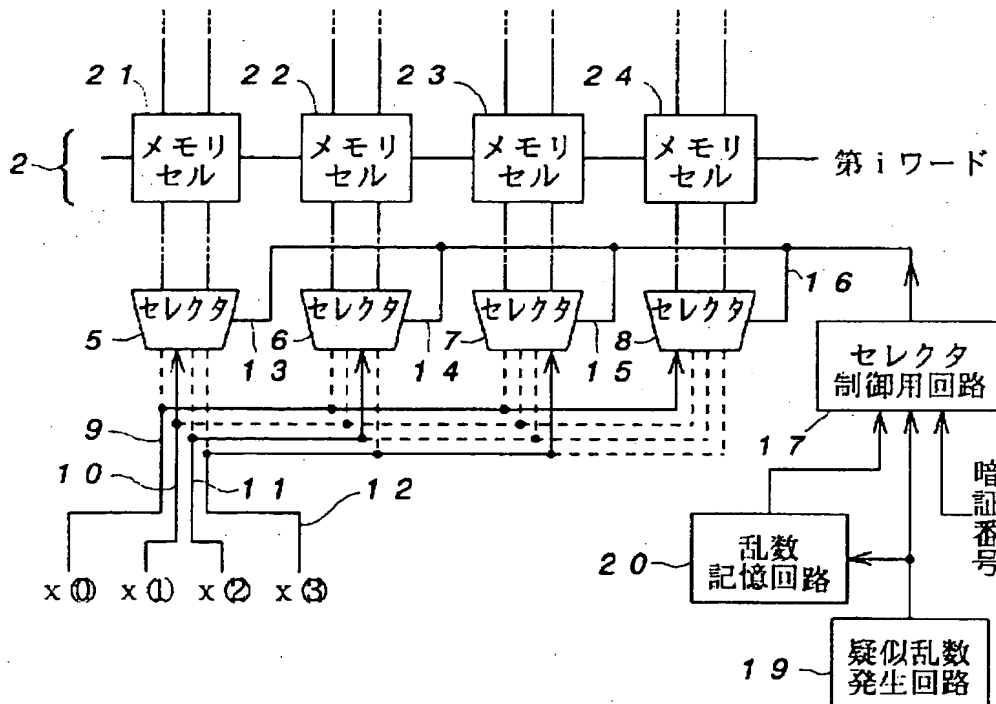 21
22
23
24
メモリ
セル
メモリ
セル
メモリ
セル
メモリ
セル
2
第iワード
16
セレクタ
セレクタ
セレクタ
セレクタ
5
6
7
8
13
14
15
セレクタ
制御用回路
17
9
10
11
12
暗証番号
x(0) x(1) x(2) x(3)
20
乱数
記憶回路
19
疑似乱数
発生回路